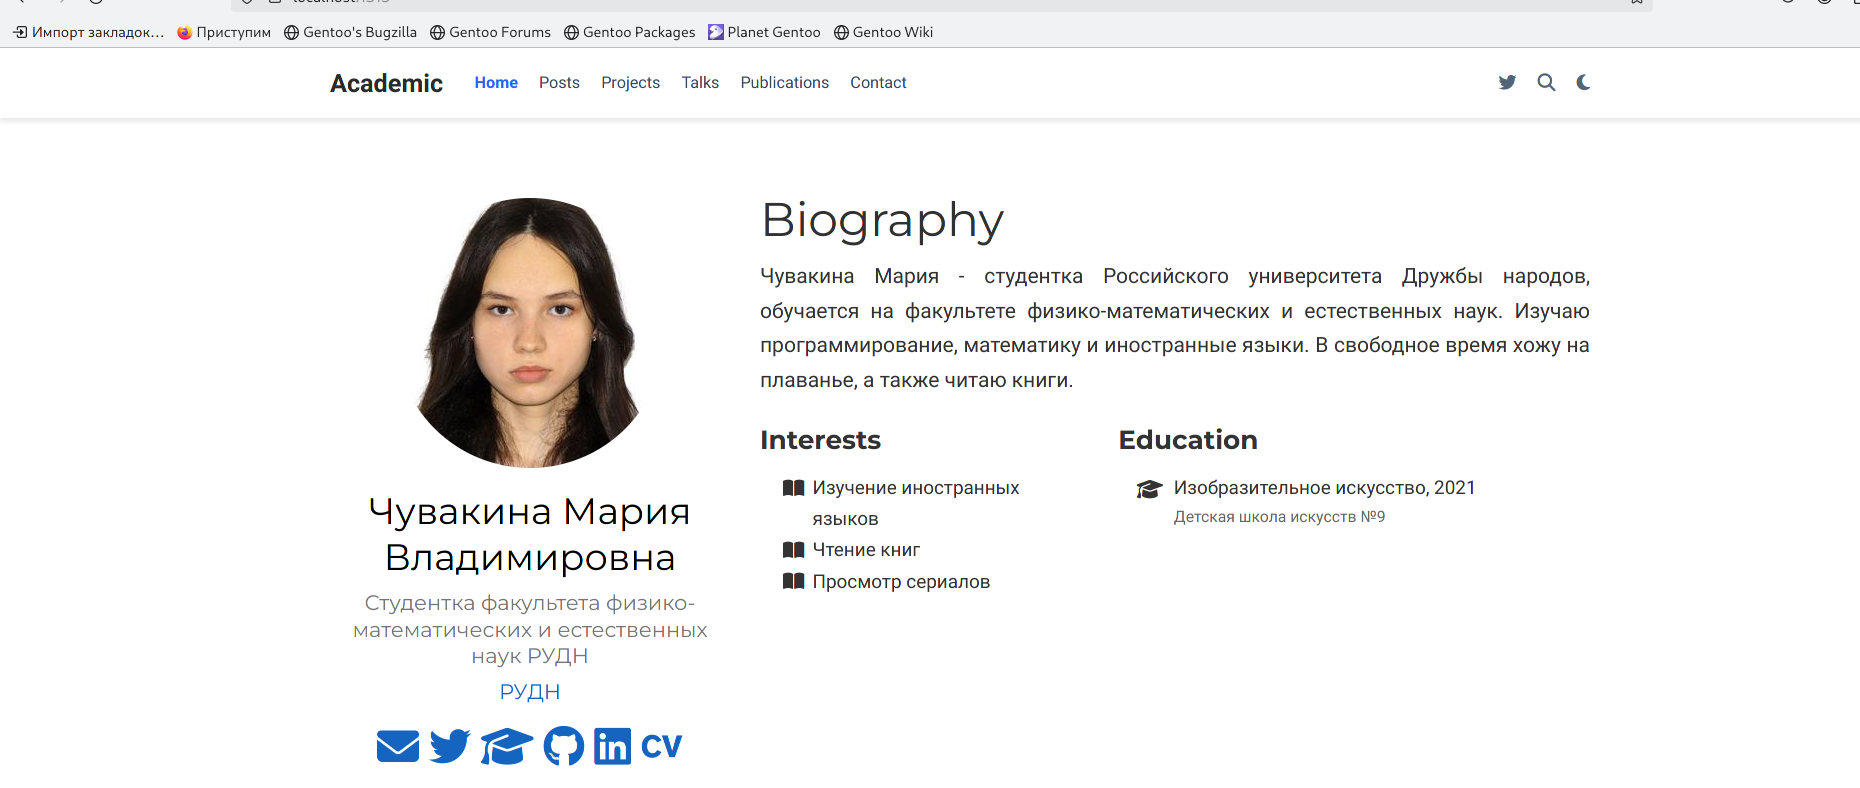 Импорт закладок... Приступим Gentoo's Bugzilla Gentoo Forums Gentoo Packages Planet Gentoo Gentoo Wiki
Academic Home Posts Projects Talks Publications Contact
Biography
Чувакина Мария - студентка Российского университета Дружбы народов,
обучается на факультете физико-математических и естественных наук. Изучаю
программирование, математику и иностранные языки. В свободное время хожу на
плаванье, а также читаю книги.
Interests
Изучение иностранных
языков
Чтение книг
Просмотр сериалов
Education
Изобразительное искусство, 2021
Детская школа искусств №9
Чувакина Мария
Владимировна
Студентка факультета физико-
математических и естественных
наук РУДН
РУДН
CV